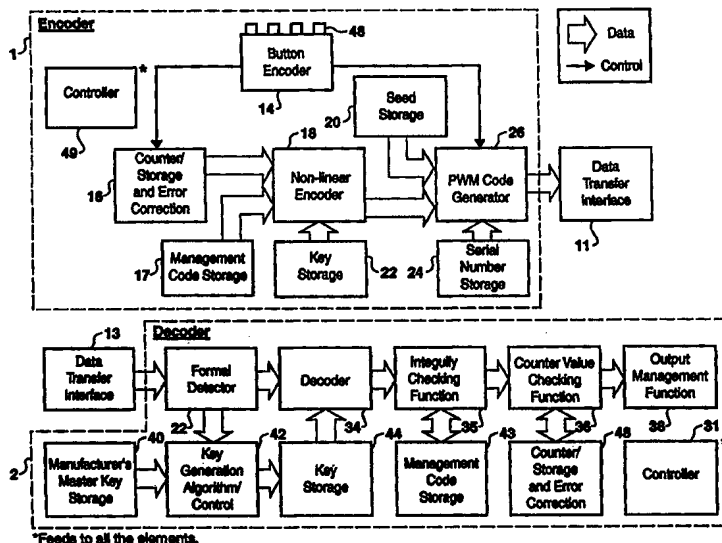 Encoder
48
Data
Control
1
*
Button
Encoder
14
Controller
49
Seed
Storage
20
18
26
Counter/
Storage
and Error
Correction
16
Non-linear
Encoder
PWM Code
Generator
Data
Transfer
Interface
11
Management
Code Storage
17
Key
Storage
22
Serial
Number
Storage
24
Decoder
13
Data
Transfer
Interface
Formal
Detector
22
Decoder
34
Integully
Checking
Function
35
Counter Value
Checking
Function
36
Output
Management
Function
38
31
*
2
40
Manufacturer's
Master Key
Storage
42
Key
Generation
Algorithm/
Control
44
Key
Storage
43
Management
Code
Storage
48
Counter/
Storage
and Error
Correction
Controller
*Feeds to all the elements.